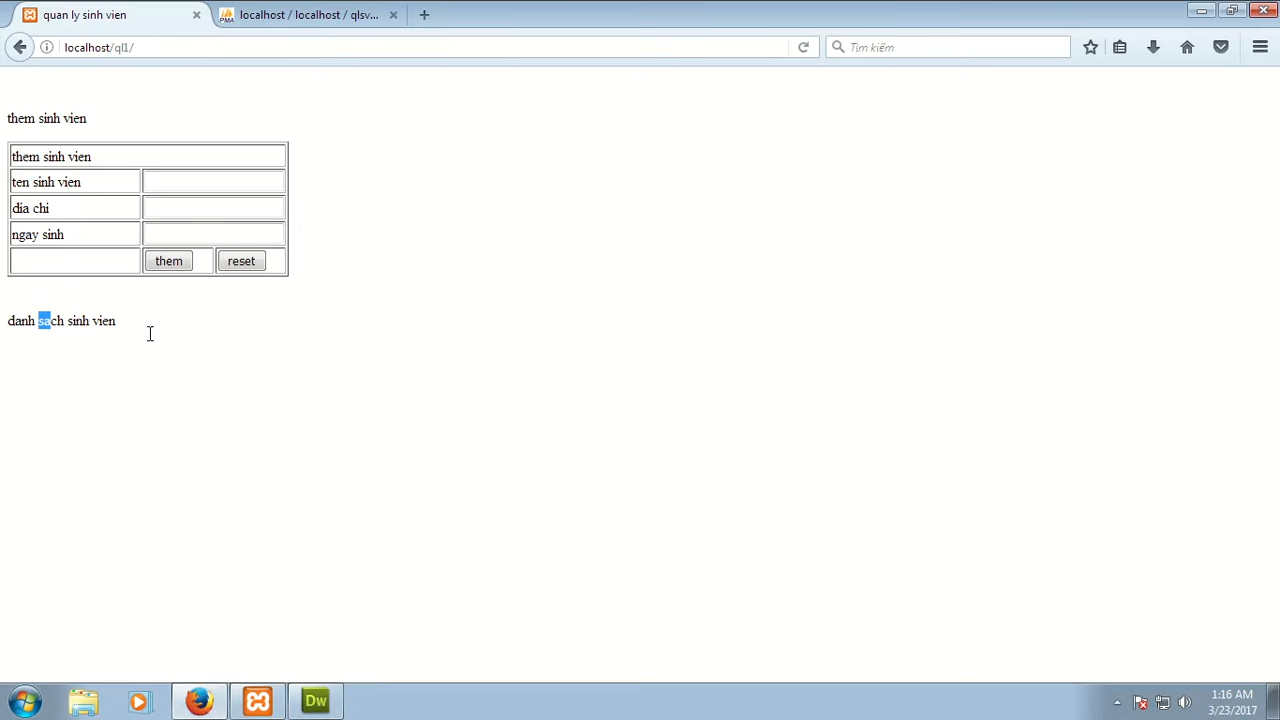 quan ly sinh vien
localhost / localhost / qlsv...
localhost/ql1/
Tìm kiếm
them sinh vien
them sinh vien
ten sinh vien
dia chi
ngay sinh
them reset
danh sach sinh vien
Dw
1:16 AM
3/23/2017